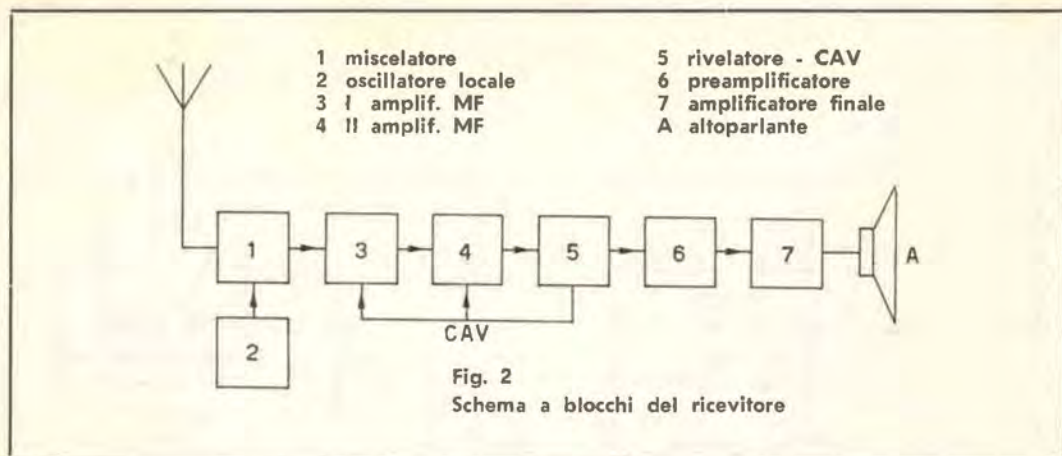 1 miscelatore
2 oscillatore locale
3 I amplif. MF
4 II amplif. MF
5 rivelatore - CAV
6 preamplificatore
7 amplificatore finale
A altoparlante
1
3
4
5
6
7
A
2
CAV
Fig. 2
Schema a blocchi del ricevitore